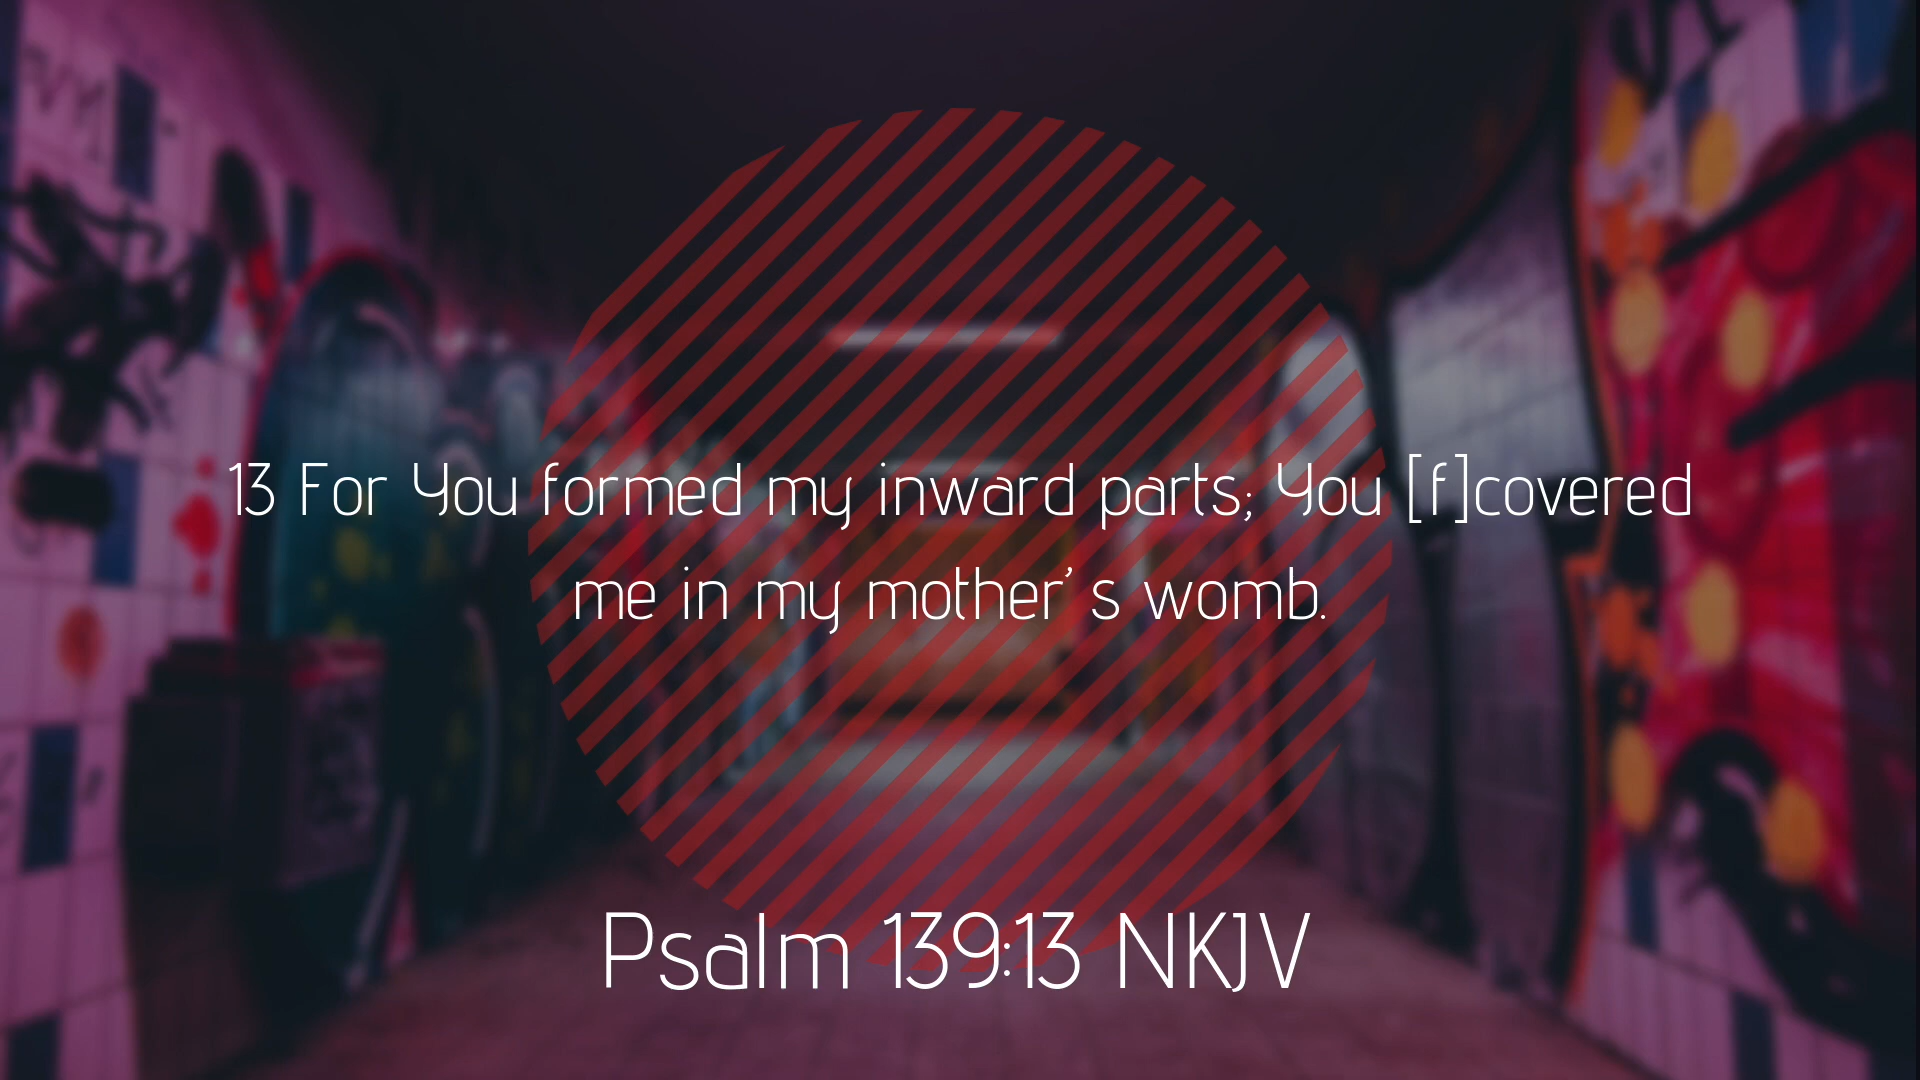 13 For You formed my inward parts; You [f]covered
me in my mother’ s womb.
Psalm 139:13 NKJV